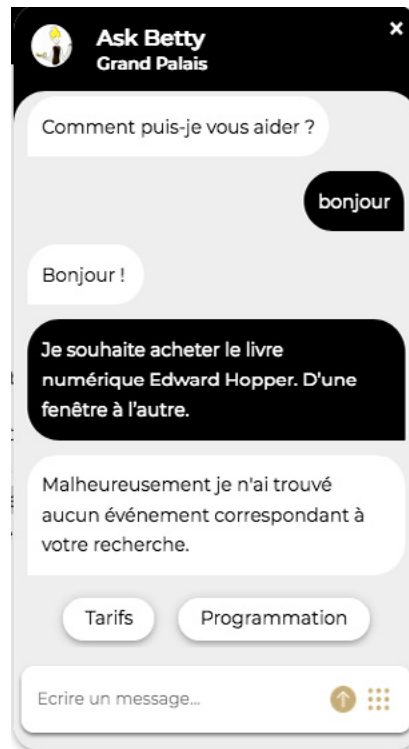 Ask Betty
Grand Palais
×
Comment puis-je vous aider ?
bonjour
Bonjour !
Je souhaite acheter le livre
numérique Edward Hopper. D'une
fenêtre à l'autre.
Malheureusement je n'ai trouvé
aucun événement correspondant à
votre recherche.
Tarifs
Programmation
Ecrire un message...